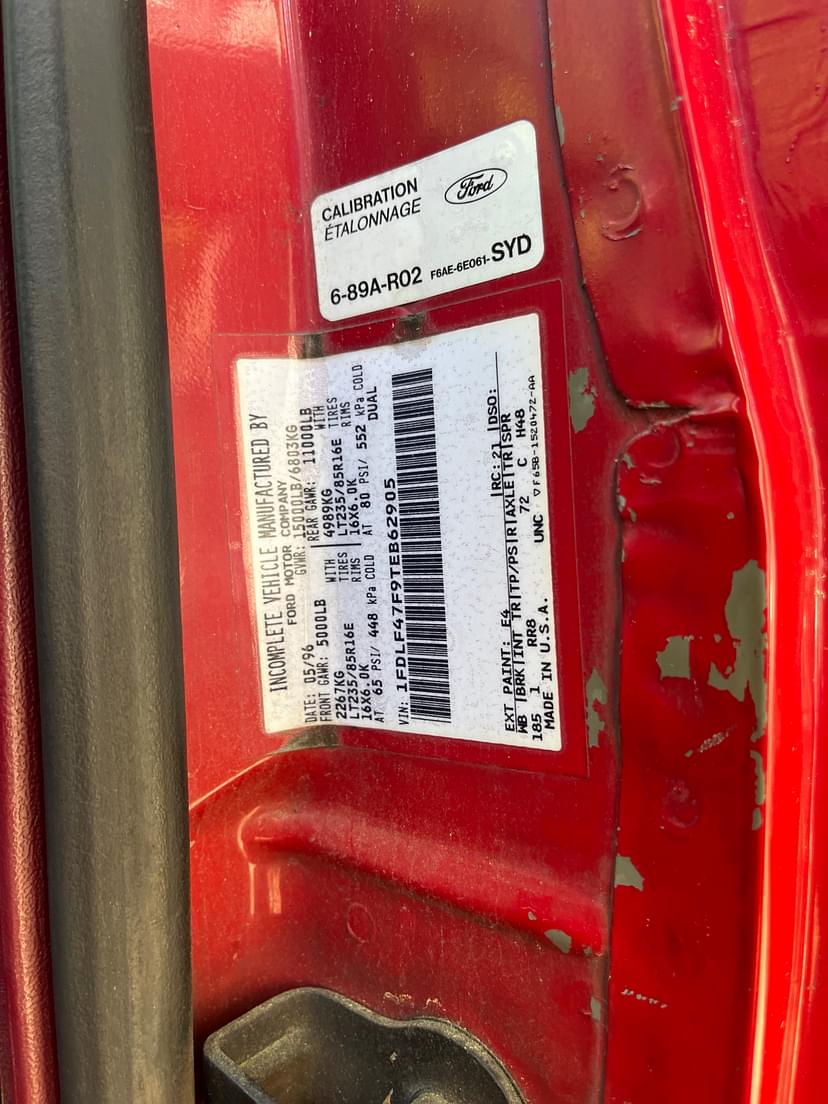 CALIBRATION
ÉTALONNAGE
Ford
6-89A-R02 F6AE-6E061-SYD
INCOMPLETE VEHICLE MANUFACTURED BY
FORD MOTOR COMPANY
DATE: 05/96 GVWR: 15000LB/6803KG
FRONT GAWR: 5000LB REAR GAWR: 11000LB
2267KG WITH 4989KG WITH
LT235/85R16E TIRES LT235/85R16E TIRES
16X6.0K RIMS 16X6.0K RIMS
AT 65 PSI/ 448 kPa COLD AT 80 PSI/ 552 kPa COLD
DUAL
VIN: 1FDLF47F9TEB62905
EXT PAINT: E4 RC: 21 DSO:
WB BRK INT TR TP/PS R AXLE TR SPR
185 1 RR8 72 C H48
MADE IN U.S.A. UNC ▽F65B-1520472-AA